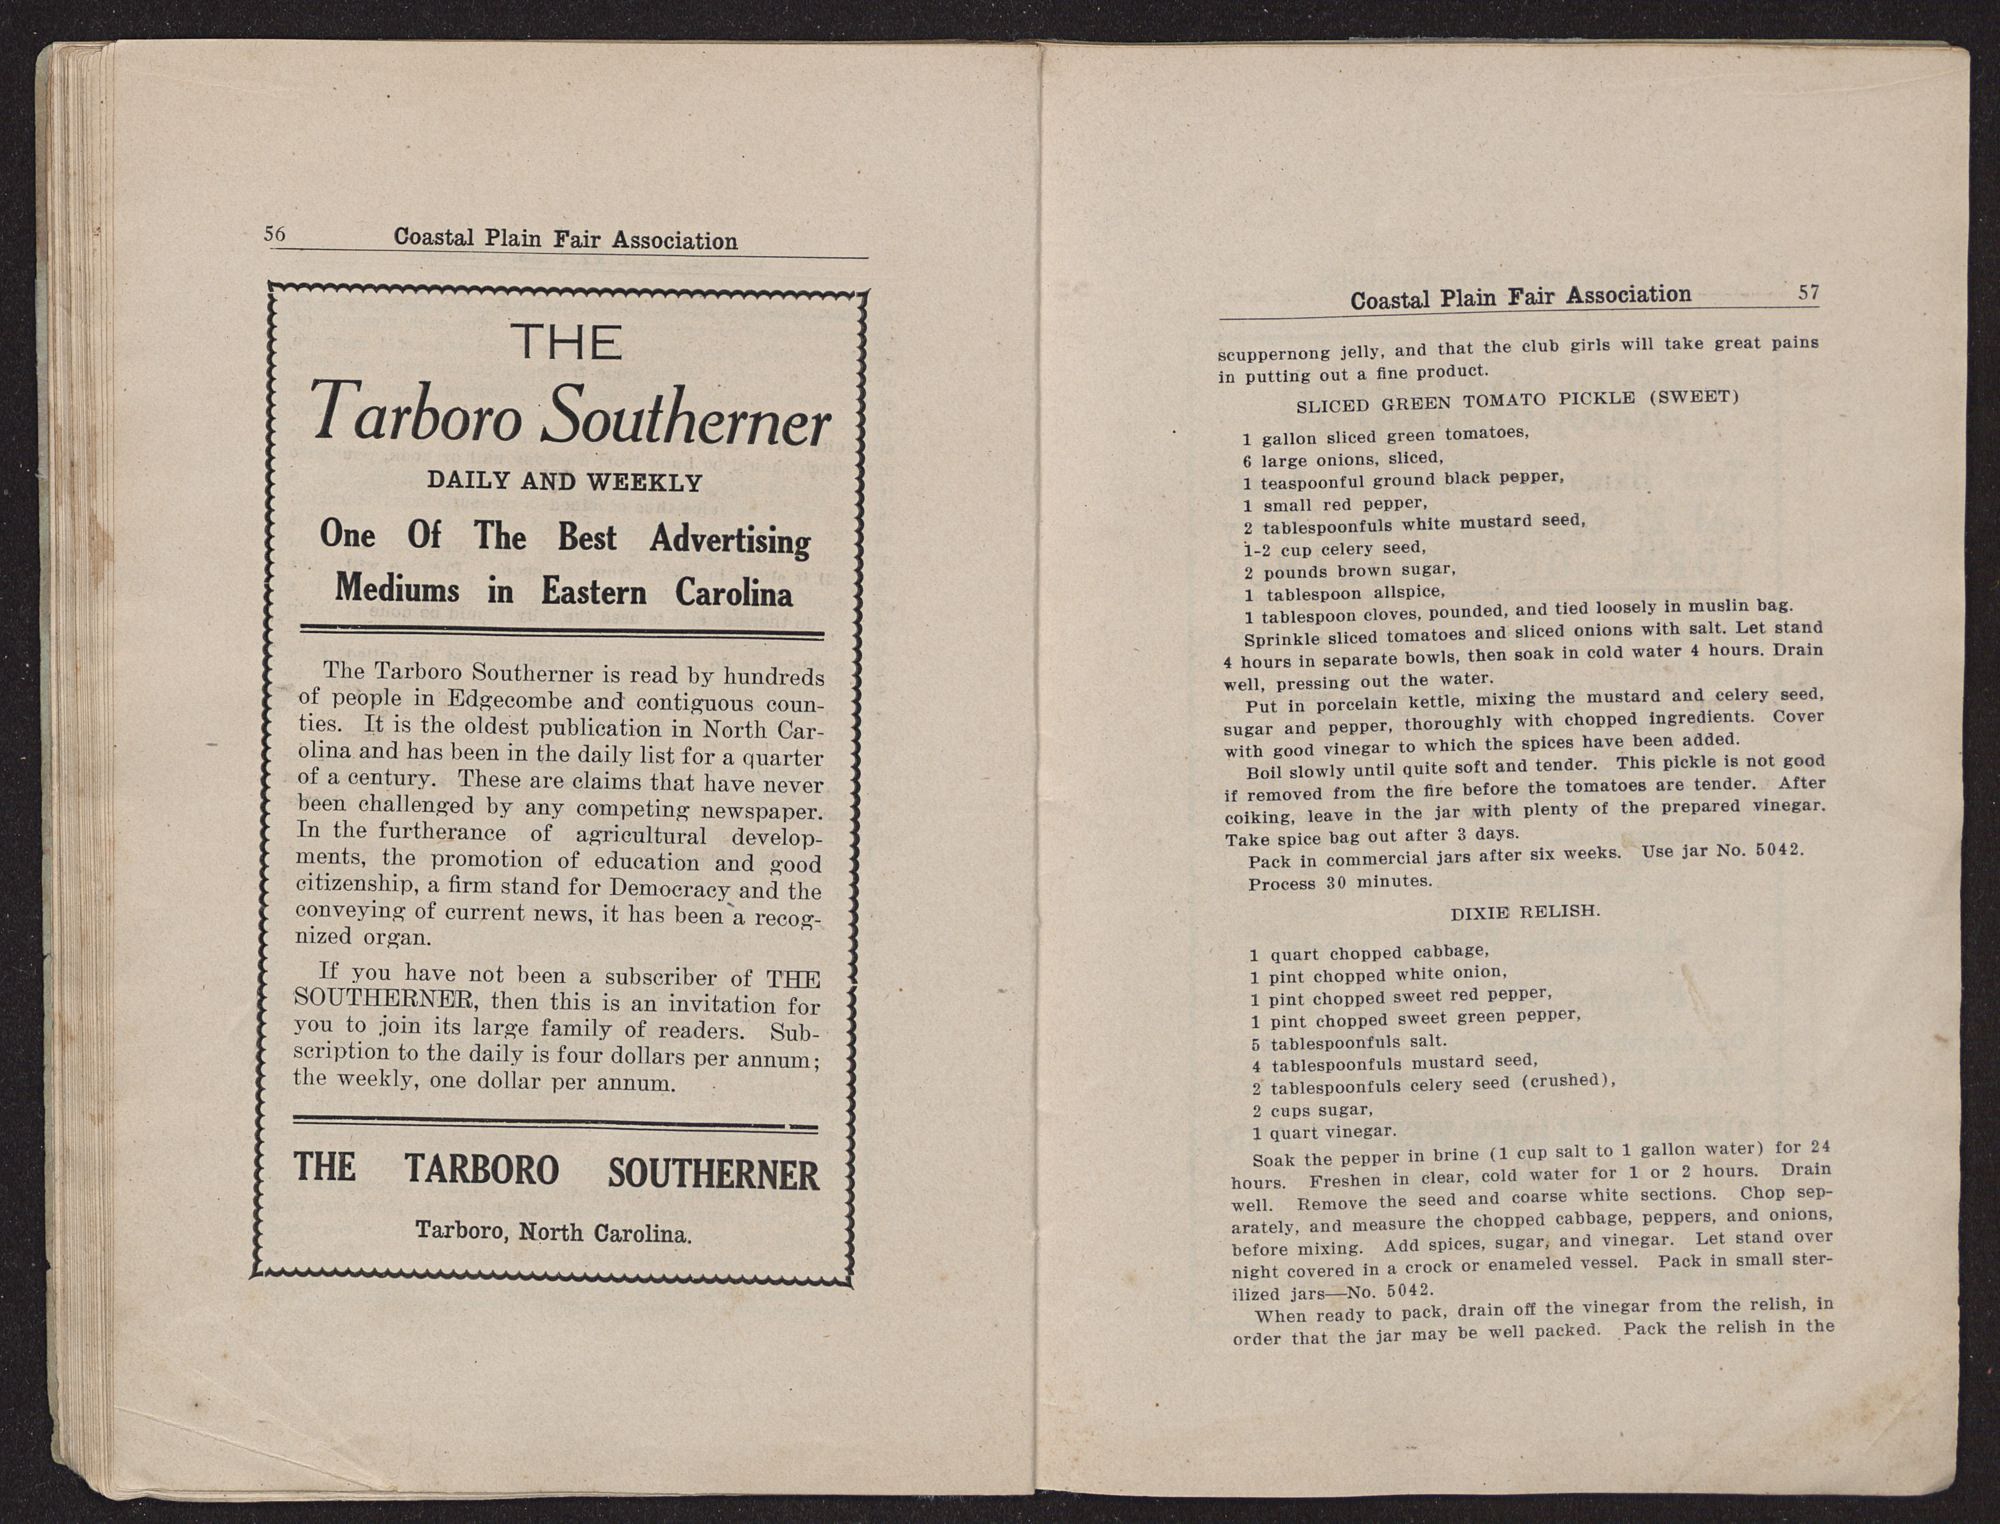 56 Coastal Plain Fair Association
THE
Tarboro Southerner
DAILY AND WEEKLY
One Of The Best Advertising
Mediums in Eastern Carolina
The Tarboro Southerner is read by hundreds
of people in Edgecombe and contiguous coun-
ties. It is the oldest publication in North Car-
olina and has been in the daily list for a quarter
of a century. These are claims that have never
been challenged by any competing newspaper.
In the furtherance of agricultural develop-
ments, the promotion of education and good
citizenship, a firm stand for Democracy and the
conveying of current news, it has been a recog-
nized organ.
If you have not been a subscriber of THE
SOUTHERNER, then this is an invitation for
you to join its large family of readers. Sub-
scription to the daily is four dollars per annum;
the weekly, one dollar per annum.
THE TARBORO SOUTHERNER
Tarboro, North Carolina.
Coastal Plain Fair Association 57
scuppernong jelly, and that the club girls will take great pains
in putting out a fine product.
SLICED GREEN TOMATO PICKLE (SWEET)
1 gallon sliced green tomatoes,
6 large onions, sliced,
1 teaspoonful ground black pepper,
1 small red pepper,
2 tablespoonfuls white mustard seed,
1-2 cup celery seed,
2 pounds brown sugar,
1 tablespoon allspice,
1 tablespoon cloves, pounded, and tied loosely in muslin bag.
Sprinkle sliced tomatoes and sliced onions with salt. Let stand
4 hours in separate bowls, then soak in cold water 4 hours. Drain
well, pressing out the water.
Put in porcelain kettle, mixing the mustard and celery seed,
sugar and pepper, thoroughly with chopped ingredients. Cover
with good vinegar to which the spices have been added.
Boil slowly until quite soft and tender. This pickle is not good
if removed from the fire before the tomatoes are tender. After
coiking, leave in the jar with plenty of the prepared vinegar.
Take spice bag out after 3 days.
Pack in commercial jars after six weeks. Use jar No. 5042.
Process 30 minutes.
DIXIE RELISH.
1 quart chopped cabbage,
1 pint chopped white onion,
1 pint chopped sweet red pepper,
1 pint chopped sweet green pepper,
5 tablespoonfuls salt.
4 tablespoonfuls mustard seed,
2 tablespoonfuls celery seed (crushed),
2 cups sugar,
1 quart vinegar.
Soak the pepper in brine (1 cup salt to 1 gallon water) for 24
hours. Freshen in clear, cold water for 1 or 2 hours. Drain
well. Remove the seed and coarse white sections. Chop sep-
arately, and measure the chopped cabbage, peppers, and onions,
before mixing. Add spices, sugar, and vinegar. Let stand over
night covered in a crock or enameled vessel. Pack in small ster-
ilized jars—No. 5042.
When ready to pack, drain off the vinegar from the relish, in
order that the jar may be well packed. Pack the relish in the